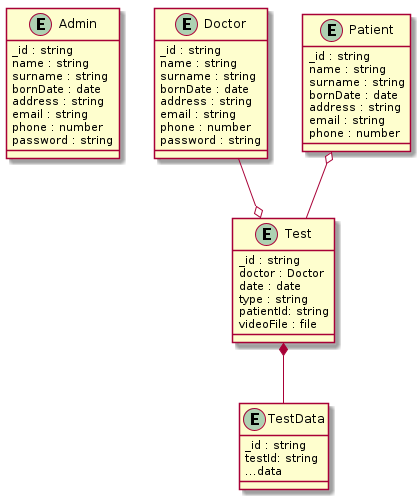 E Admin
_id : string
name : string
surname : string
bornDate : date
address : string
email : string
phone : number
password : string
E Doctor
_id : string
name : string
surname : string
bornDate : date
address : string
email : string
phone : number
password : string
E Patient
_id : string
name : string
surname : string
bornDate : date
address : string
email : string
phone : number
E Test
_id : string
doctor : Doctor
date : date
type : string
patientId: string
videoFile : file
E TestData
_id : string
testId: string
...data